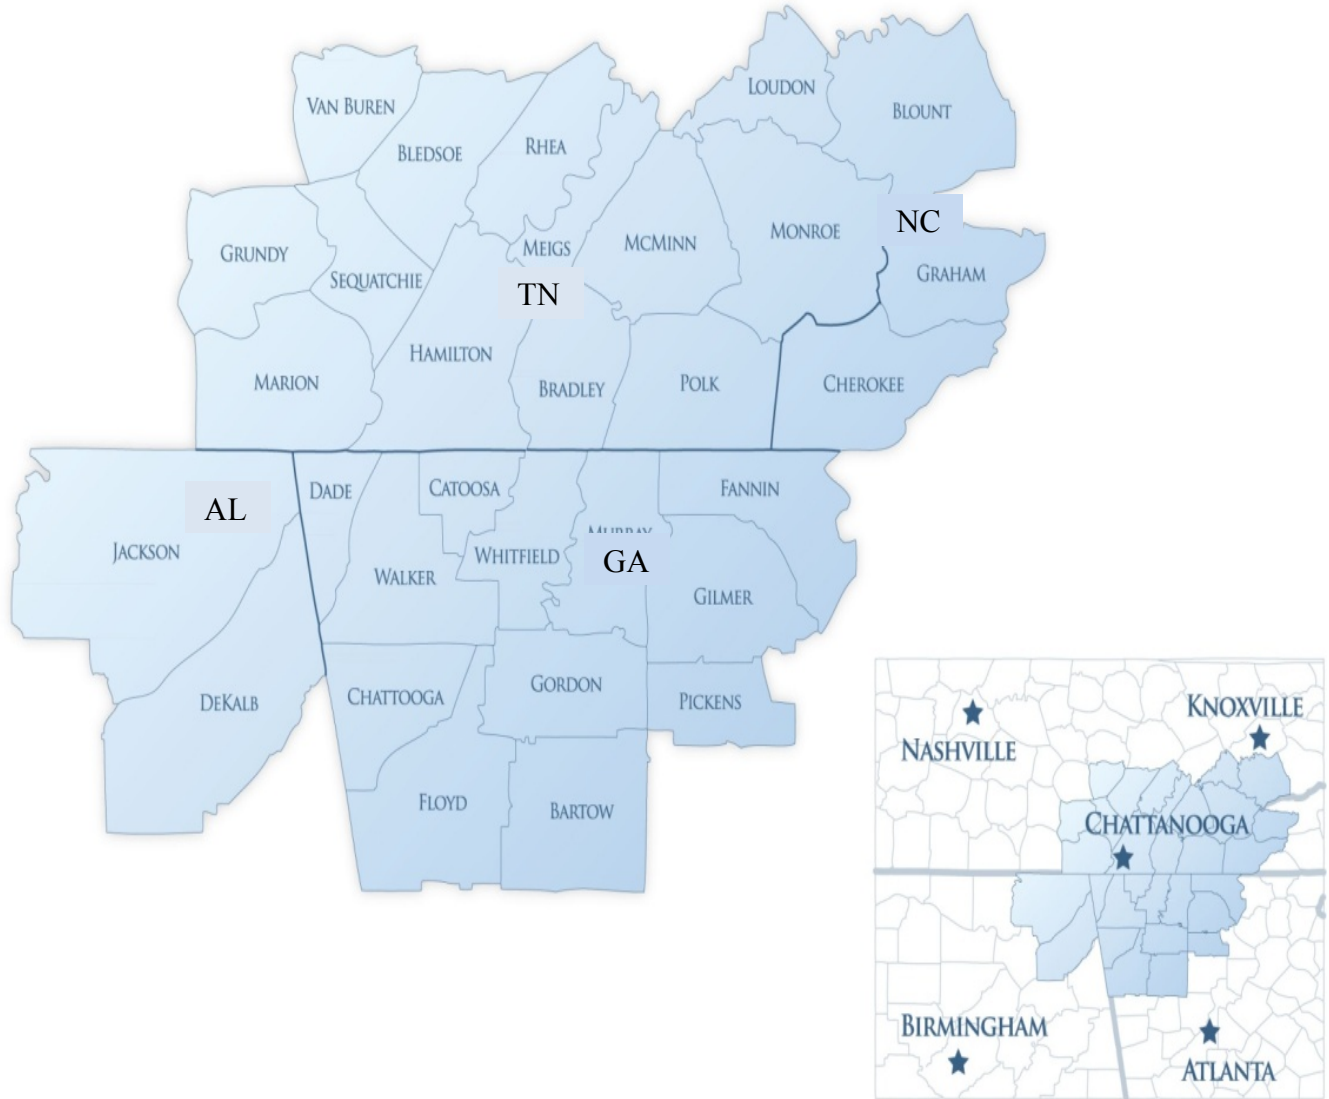 LOUDON
VAN BUREN
BLOUNT
BLEDSOE
RHEA
NC
MONROE
MCMINN
MEIGS
GRUNDY
GRAHAM
SEQUATCHIE
TN
HAMILTON
MARION
BRADLEY
POLK
CHEROKEE
DADE
CATOOSA
FANNIN
AL
MURRAY
JACKSON
WHITFIELD
GA
WALKER
GILMER
GORDON
CHATTOOGA
DEKALB
PICKENS
FLOYD
BARTOW
KNOXVILLE
NASHVILLE
CHATTANOOGA
BIRMINGHAM
ATLANTA